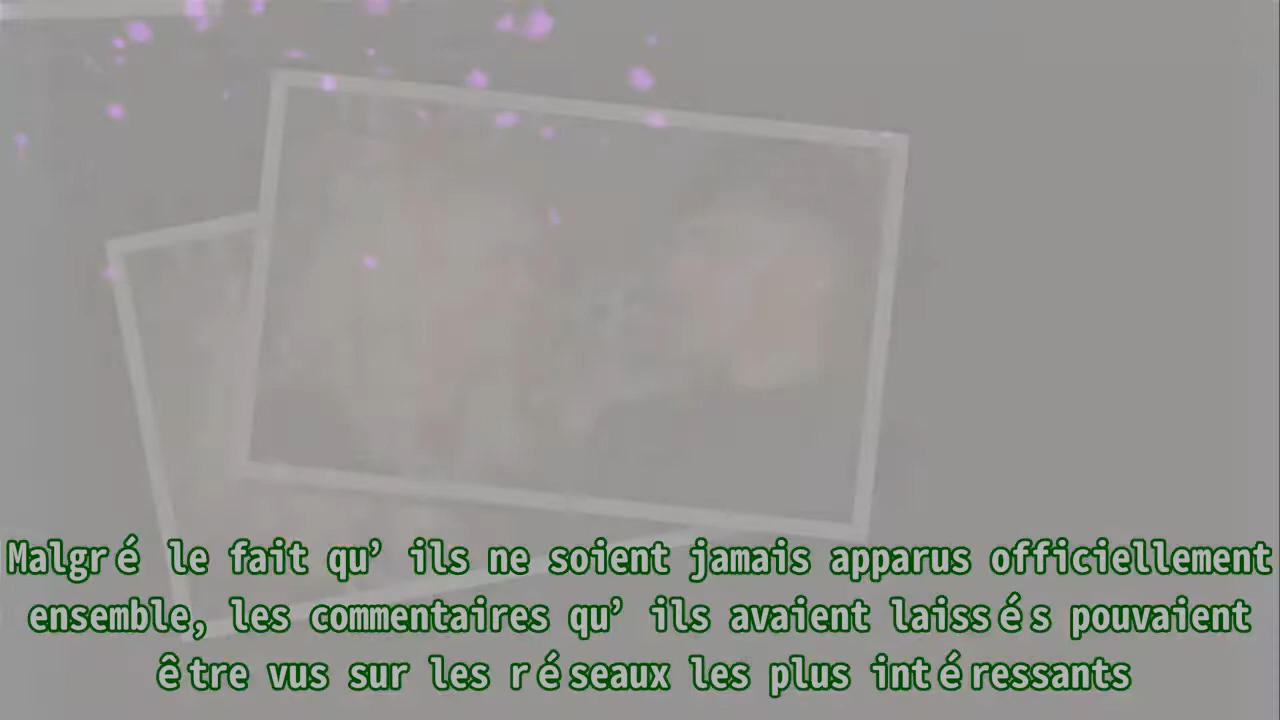 Malgré le fait qu’ ils ne soient jamais apparus officiellement
ensemble, les commentaires qu’ ils avaient laissés pouvaient
être vus sur les réseaux les plus intéressants